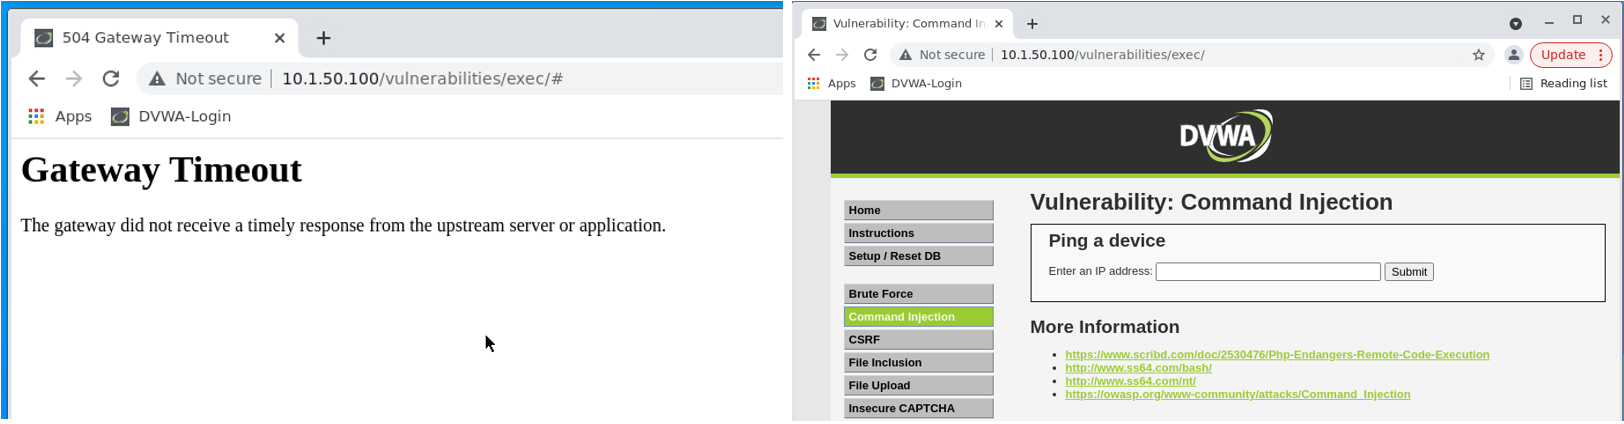 504 Gateway Timeout
Not secure 10.1.50.100/vulnerabilities/exec/#
Apps DVWA-Login
Gateway Timeout
The gateway did not receive a timely response from the upstream server or application.
Vulnerability: Command In
Not secure 10.1.50.100/vulnerabilities/exec/ Update
Apps DVWA-Login Reading list
DVWA
Home
Instructions
Setup / Reset DB
Brute Force
Command Injection
CSRF
File Inclusion
File Upload
Insecure CAPTCHA
Vulnerability: Command Injection
Ping a device
Enter an IP address: Submit
More Information
https://www.scribd.com/doc/2530476/Php-Endangers-Remote-Code-Execution
http://www.ss64.com/bash/
http://www.ss64.com/nt/
https://owasp.org/www-community/attacks/Command_Injection